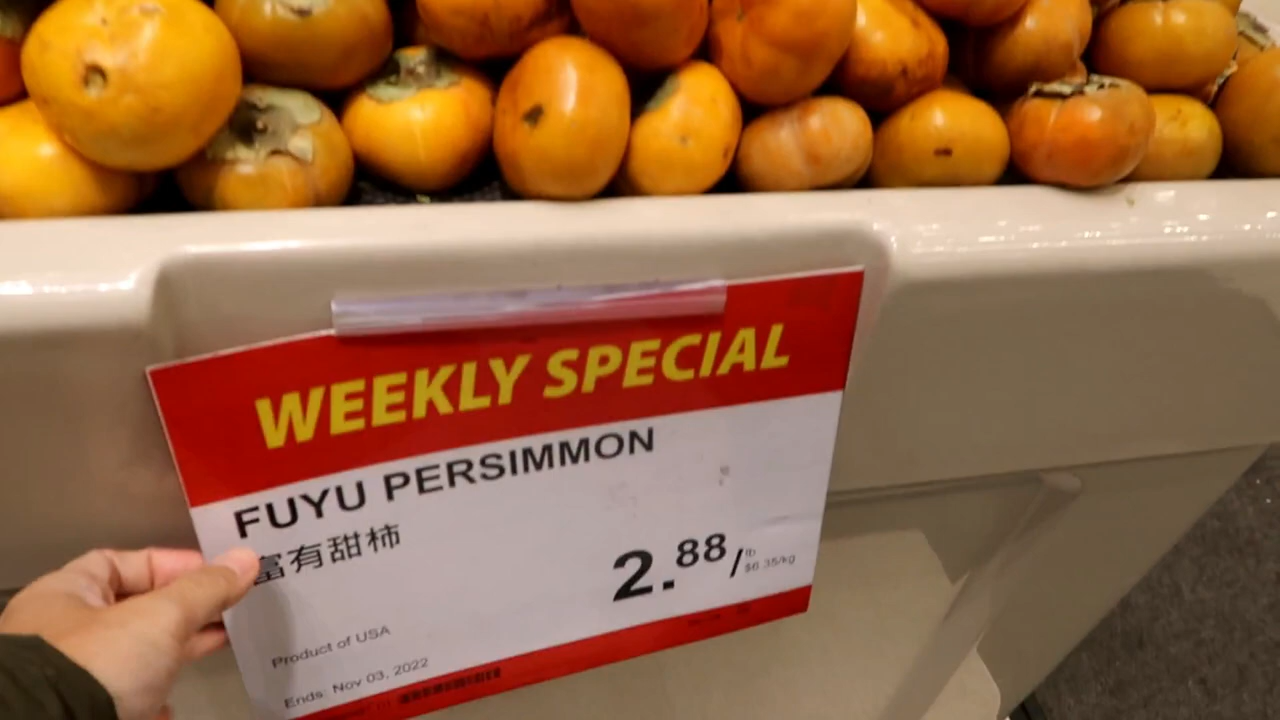 WEEKLY SPECIAL
FUYU PERSIMMON
富有甜柿
2.88/lb
$6.35/kg
Product of USA
Ends: Nov 03, 2022